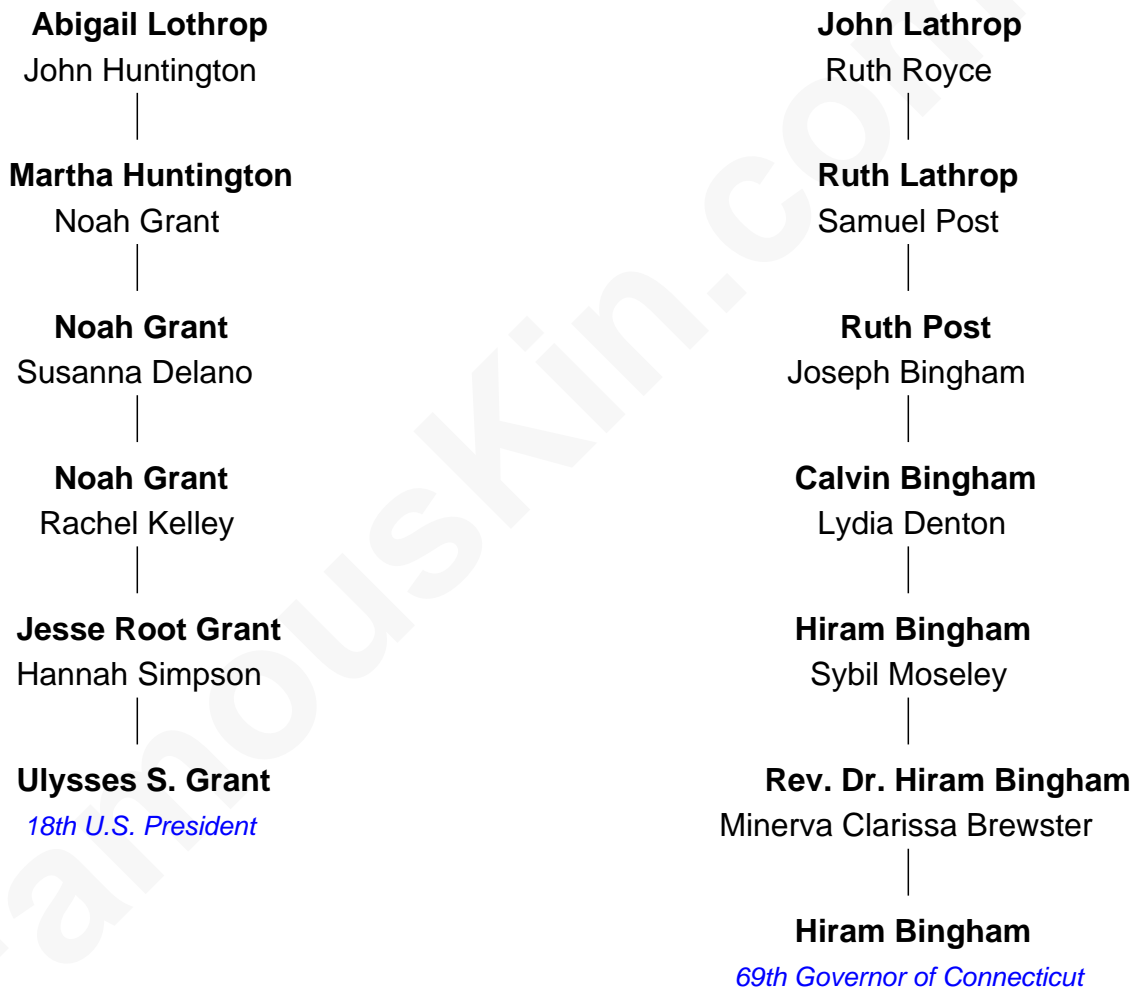 Abigail Lothrop
John Huntington
Martha Huntington
Noah Grant
Noah Grant
Susanna Delano
Noah Grant
Rachel Kelley
Jesse Root Grant
Hannah Simpson
Ulysses S. Grant
18th U.S. President
John Lathrop
Ruth Royce
Ruth Lathrop
Samuel Post
Ruth Post
Joseph Bingham
Calvin Bingham
Lydia Denton
Hiram Bingham
Sybil Moseley
Rev. Dr. Hiram Bingham
Minerva Clarissa Brewster
Hiram Bingham
69th Governor of Connecticut
FamousKin.com